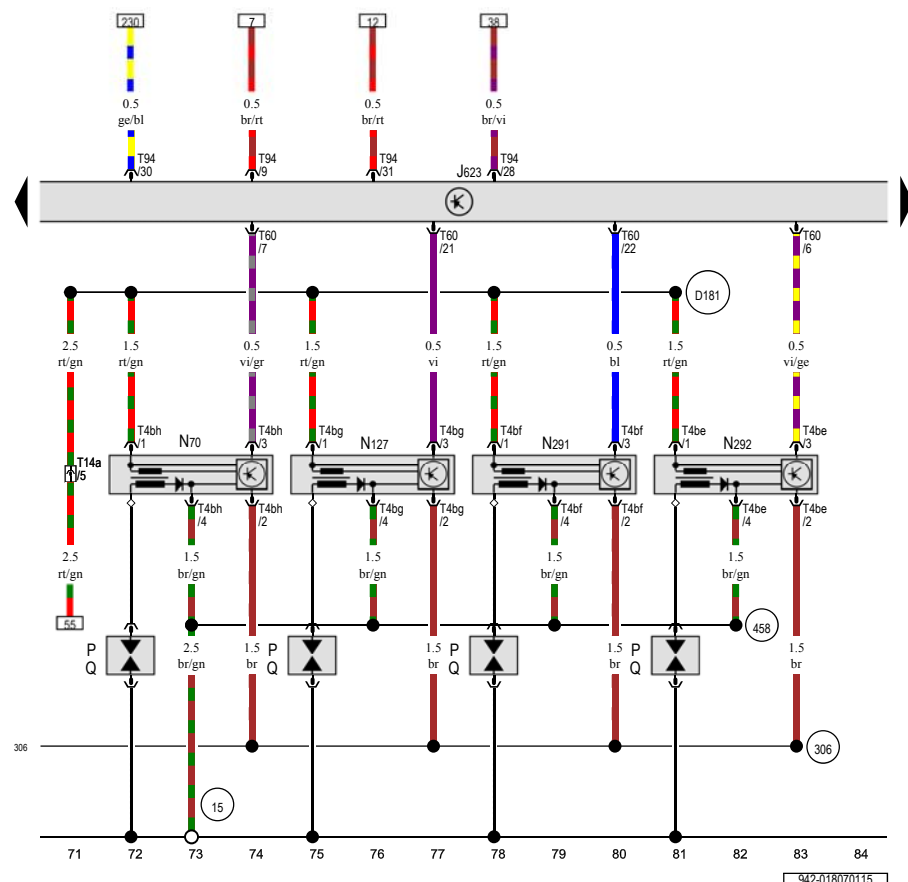 230 7 12 38
0.5 0.5 0.5 0.5
ge/bl br/rt br/rt br/vi
T94 T94 T94 J623 T94
/30 /9 /31 /28
T60 T60 T60 T60
/7 /21 /22 /6
D181
2.5 1.5 0.5 1.5 0.5 1.5 0.5 1.5 0.5
rt/gn rt/gn vi/gr rt/gn vi rt/gn bl rt/gn vi/ge
T4bh T4bh T4bg T4bg T4bf T4bf T4be T4be
/1 N70 /3 /1 N127 /3 /1 N291 /3 /1 N292 /3
T14a
/5
T4bh T4bh T4bg T4bg T4bf T4bf T4be T4be
/4 /2 /4 /2 /4 /2 /4 /2
2.5 1.5 1.5 1.5 1.5
rt/gn br/gn br/gn br/gn br/gn
55
458
P 2.5 1.5 P 1.5 P 1.5 P 1.5
Q br/gn br Q br Q br Q br
306 306
15
71 72 73 74 75 76 77 78 79 80 81 82 83 84
942-018070115